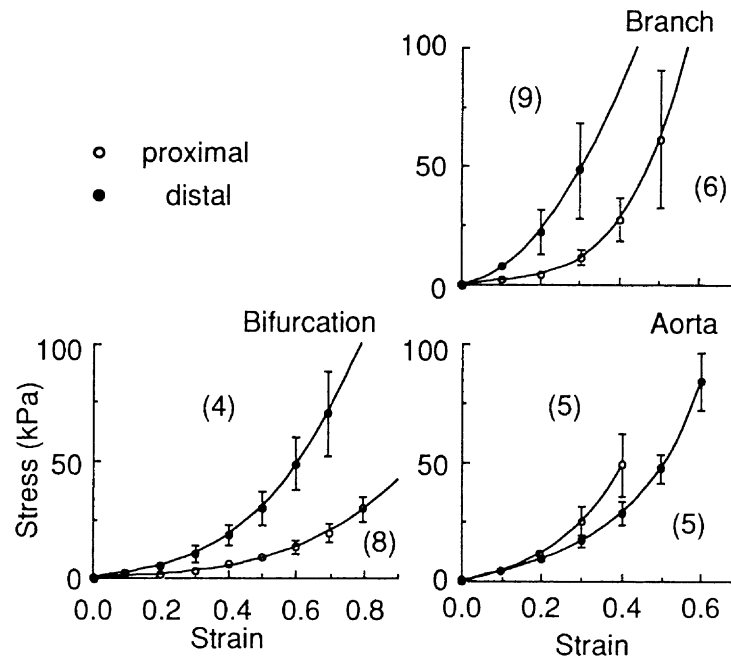 Branch
100
50
0
(9)
(6)
proximal
distal
Bifurcation
100
50
0
Stress (kPa)
(4)
(8)
0.0 0.2 0.4 0.6 0.8
Strain
Aorta
100
50
0
(5)
(5)
0.0 0.2 0.4 0.6
Strain